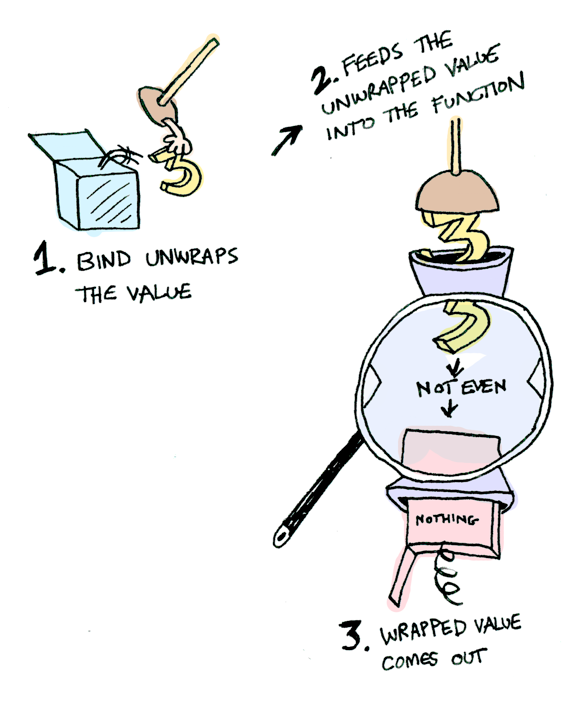 1. BIND UNWRAPS
THE VALUE
3
2. FEEDS THE
UNWRAPPED VALUE
INTO THE FUNCTION
3
3
NOT EVEN
NOTHING
3. WRAPPED VALUE
COMES OUT